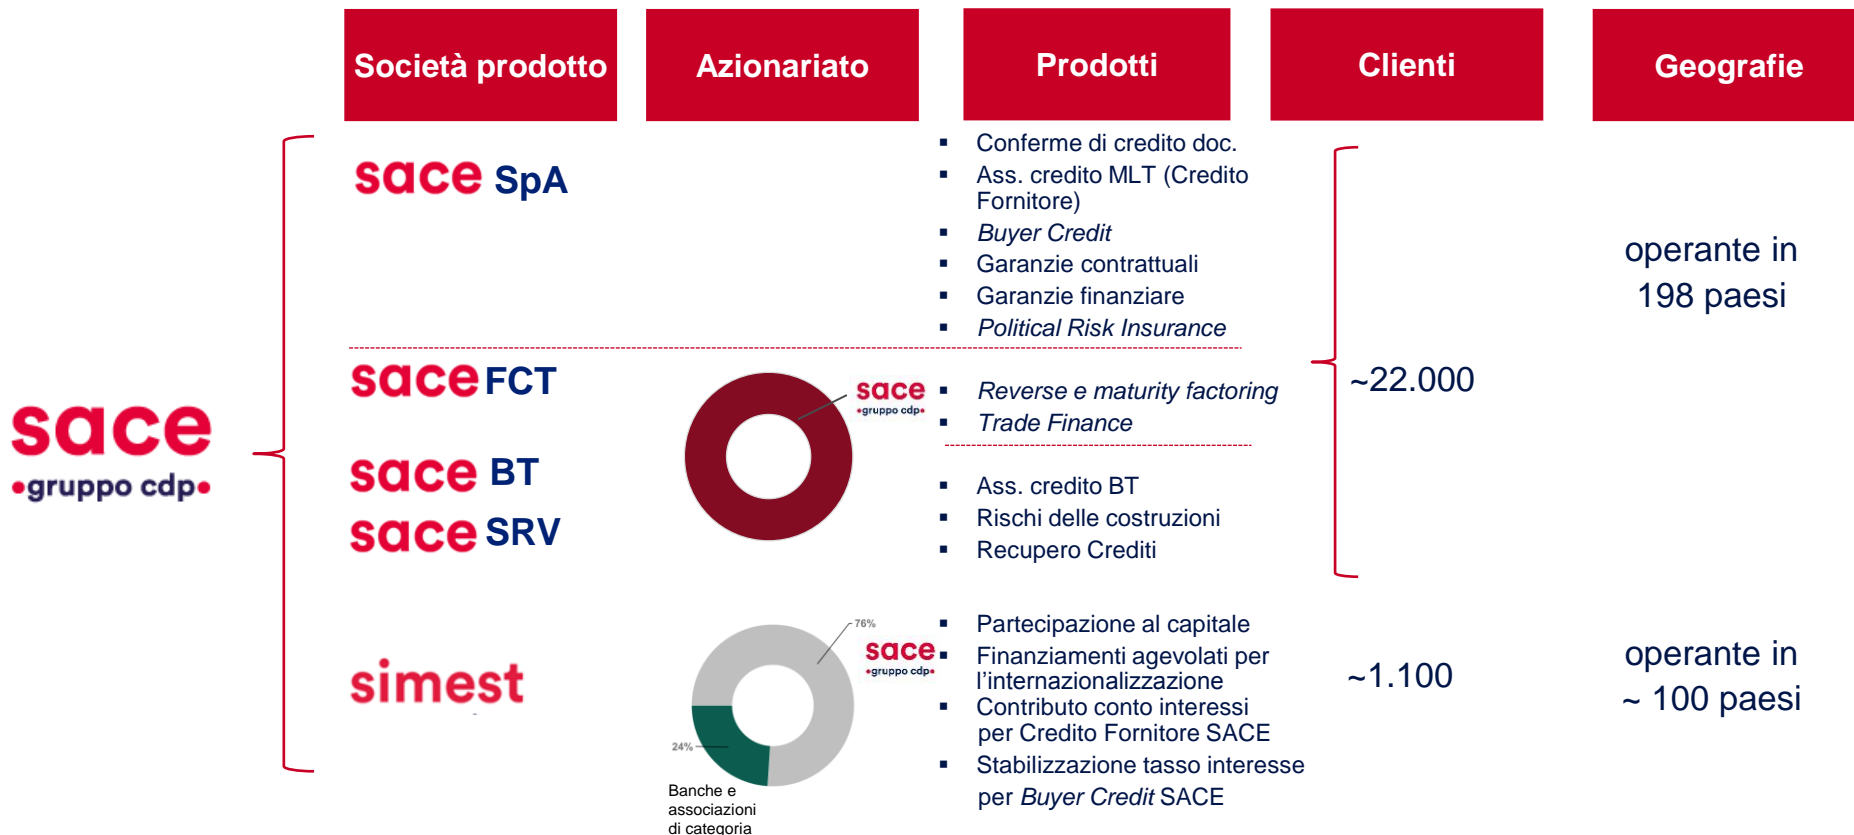 Società prodotto
Azionariato
Prodotti
Clienti
Geografie
sace
•gruppo cdp•
sace SpA
▪ Conferme di credito doc.
▪ Ass. credito MLT (Credito
Fornitore)
▪ Buyer Credit
▪ Garanzie contrattuali
▪ Garanzie finanziare
▪ Political Risk Insurance
operante in
198 paesi
sace FCT
sace BT
sace SRV
sace
•gruppo cdp•
▪ Reverse e maturity factoring
▪ Trade Finance
▪ Ass. credito BT
▪ Rischi delle costruzioni
▪ Recupero Crediti
~22.000
simest
76%
sace
•gruppo cdp•
24%
Banche e
associazioni
di categoria
▪ Partecipazione al capitale
▪ Finanziamenti agevolati per
l'internazionalizzazione
▪ Contributo conto interessi
per Credito Fornitore SACE
▪ Stabilizzazione tasso interesse
per Buyer Credit SACE
~1.100
operante in
~ 100 paesi